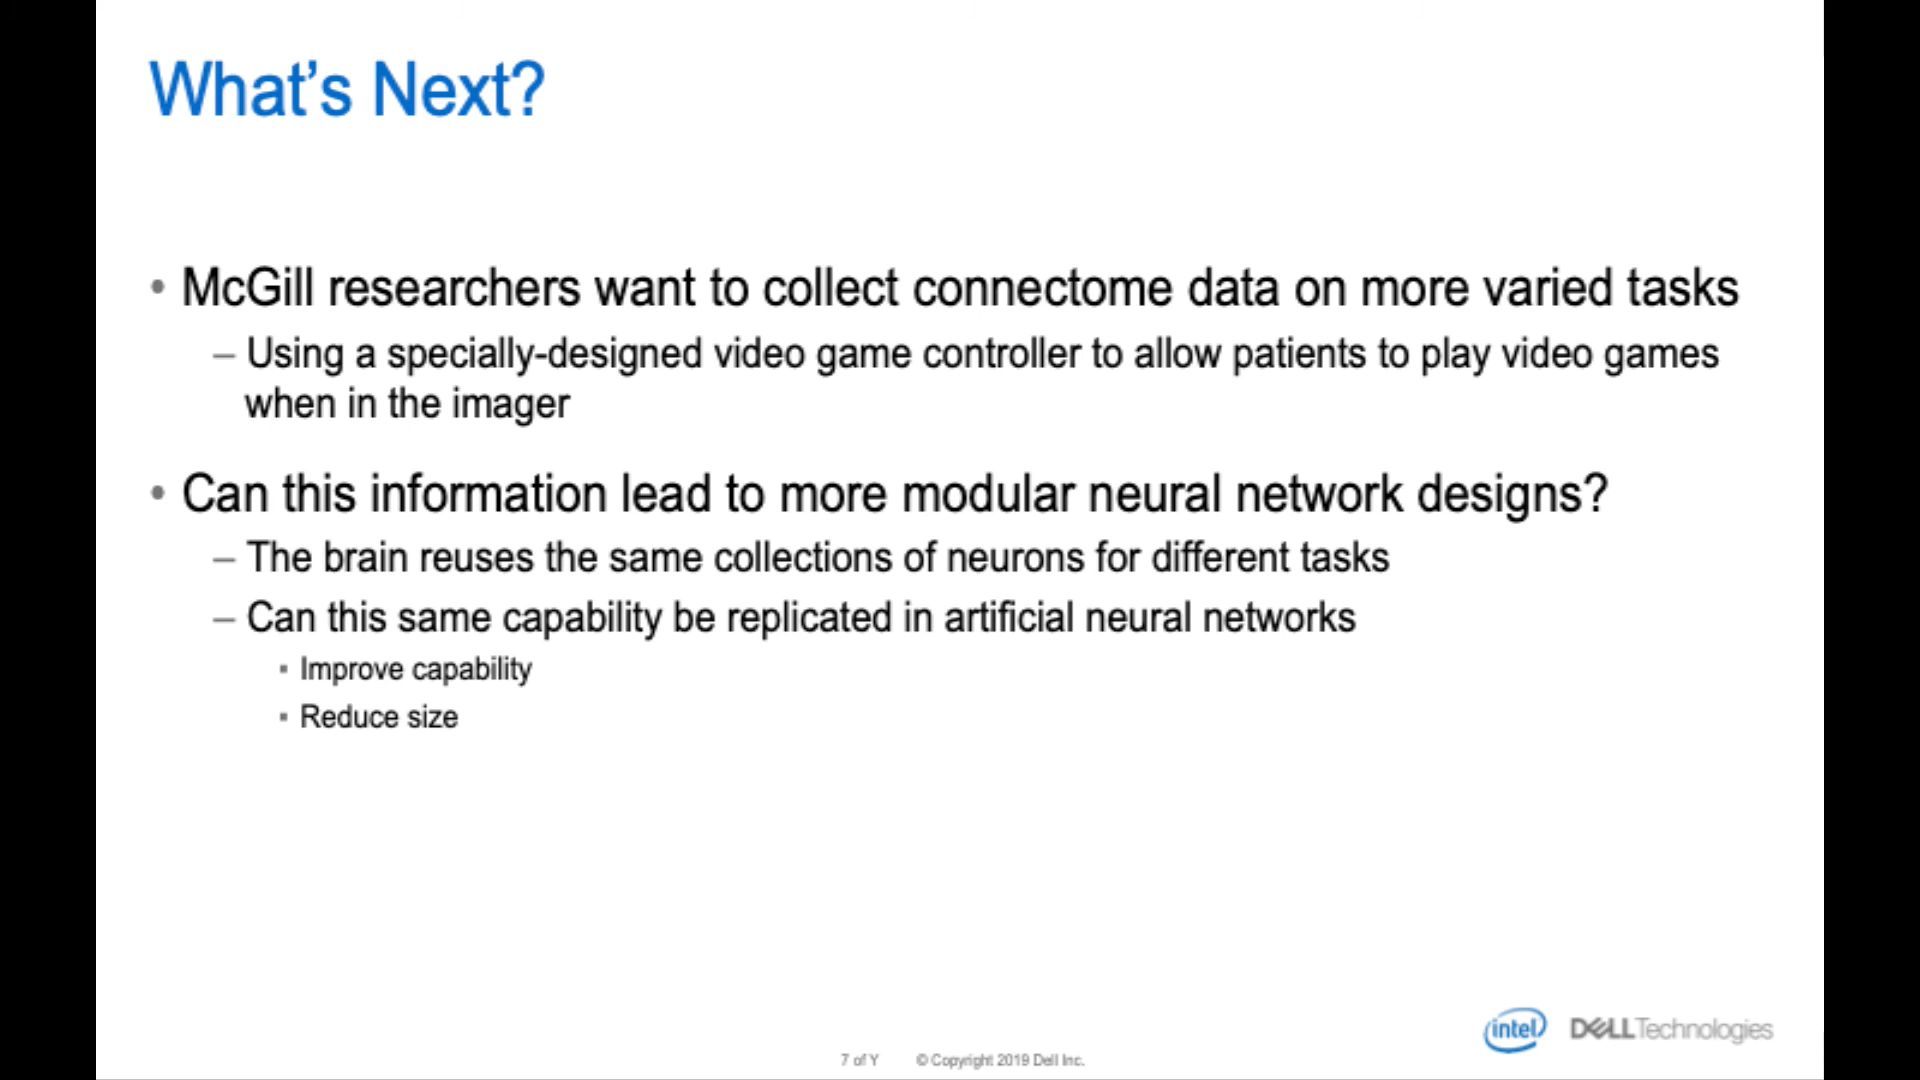 What's Next?
• McGill researchers want to collect connectome data on more varied tasks
– Using a specially-designed video game controller to allow patients to play video games
when in the imager
• Can this information lead to more modular neural network designs?
– The brain reuses the same collections of neurons for different tasks
– Can this same capability be replicated in artificial neural networks
▪ Improve capability
▪ Reduce size
intel DELL Technologies
7 of Y © Copyright 2019 Dell Inc.